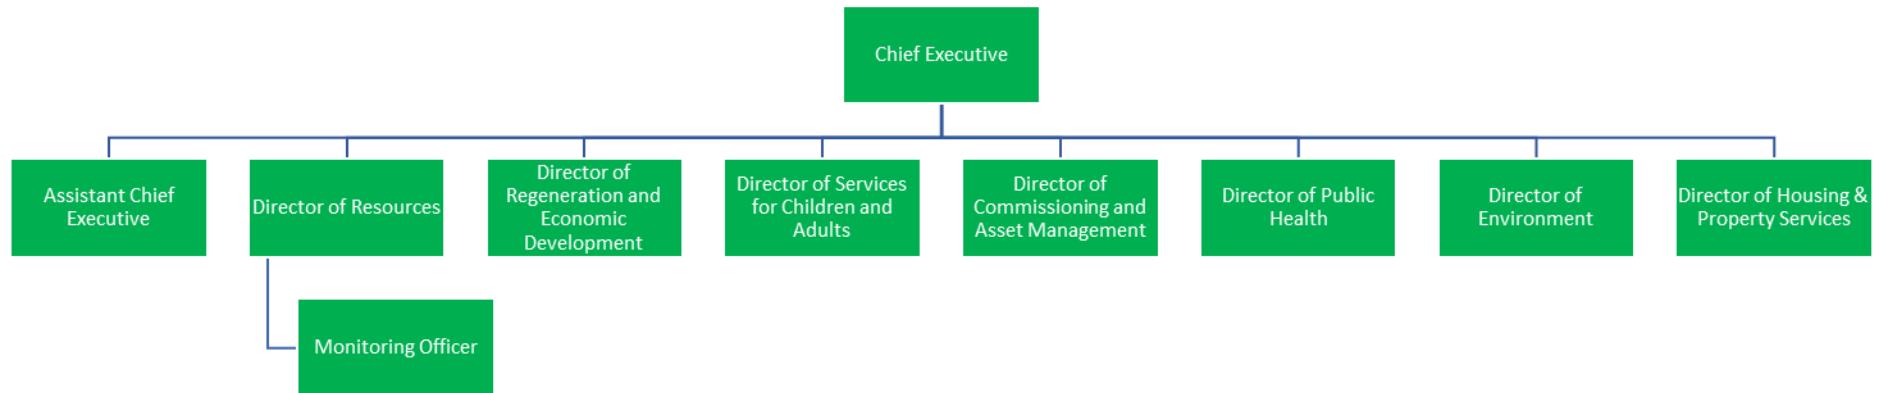 Chief Executive
Assistant Chief
Executive
Director of Resources
Director of
Regeneration and
Economic
Development
Director of Services
for Children and
Adults
Director of
Commissioning and
Asset Management
Director of Public
Health
Director of
Environment
Director of Housing &
Property Services
Monitoring Officer